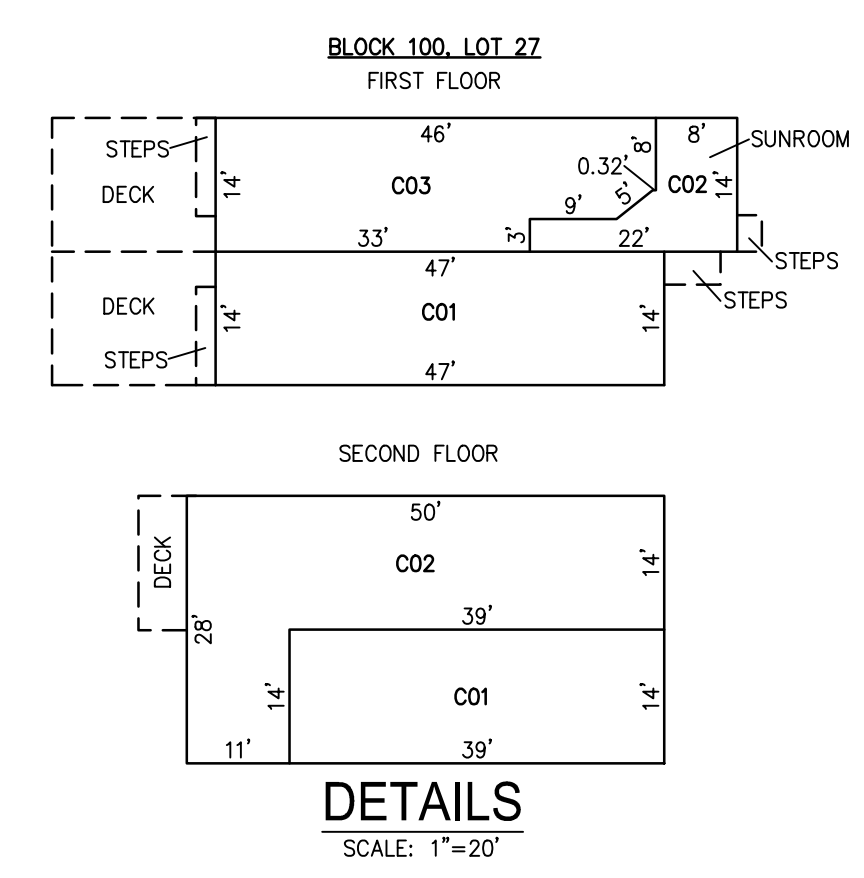 BLOCK 100, LOT 27
FIRST FLOOR
46'
8'
STEPS
SUNROOM
8'
0.32'
DECK
14'
C03
5'
C02
14'
9'
33'
3'
22'
STEPS
47'
DECK
14'
C01
14'
STEPS
STEPS
47'
SECOND FLOOR
50'
DECK
C02
14'
39'
28'
14'
C01
14'
11'
39'
DETAILS
SCALE: 1"=20'